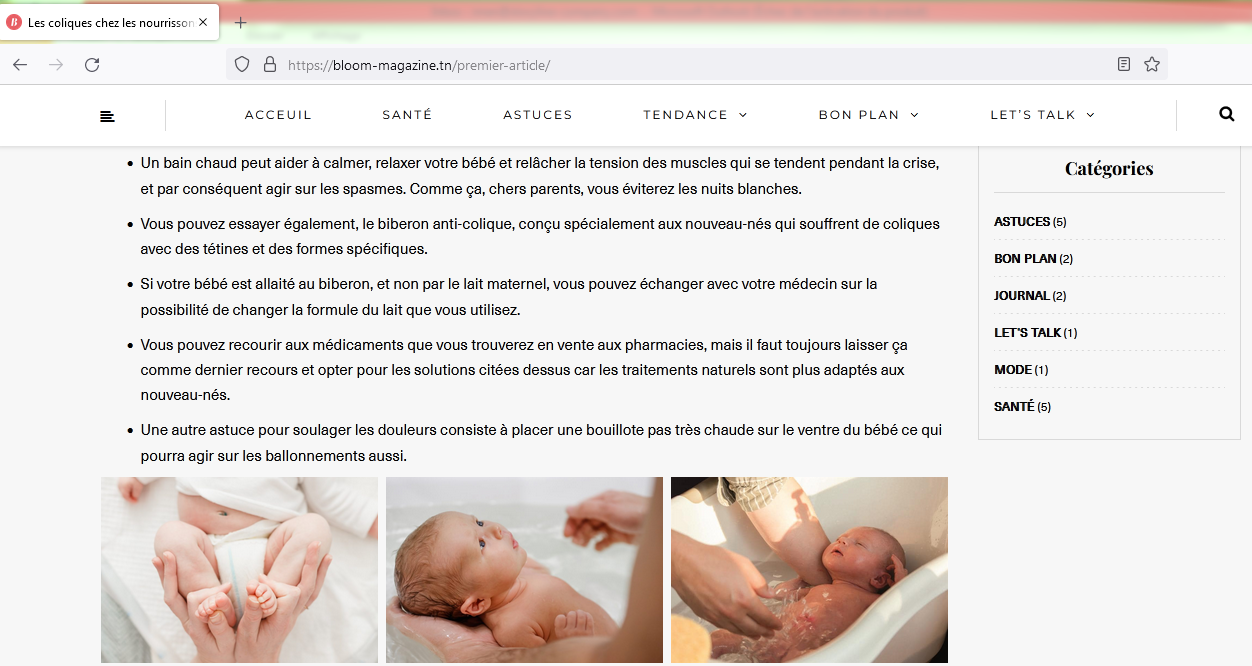 Les coliques chez les nourrisson
https://bloom-magazine.tn/premier-article/
ACCEUIL SANTÉ ASTUCES TENDANCE BON PLAN LET'S TALK
• Un bain chaud peut aider à calmer, relaxer votre bébé et relâcher la tension des muscles qui se tendent pendant la crise,
et par conséquent agir sur les spasmes. Comme ça, chers parents, vous éviterez les nuits blanches.
• Vous pouvez essayer également, le biberon anti-colique, conçu spécialement aux nouveau-nés qui souffrent de coliques
avec des tétines et des formes spécifiques.
• Si votre bébé est allaité au biberon, et non par le lait maternel, vous pouvez échanger avec votre médecin sur la
possibilité de changer la formule du lait que vous utilisez.
• Vous pouvez recourir aux médicaments que vous trouverez en vente aux pharmacies, mais il faut toujours laisser ça
comme dernier recours et opter pour les solutions citées dessus car les traitements naturels sont plus adaptés aux
nouveau-nés.
• Une autre astuce pour soulager les douleurs consiste à placer une bouillote pas très chaude sur le ventre du bébé ce qui
pourra agir sur les ballonnements aussi.
Catégories
ASTUCES (5)
BON PLAN (2)
JOURNAL (2)
LET'S TALK (1)
MODE (1)
SANTÉ (5)